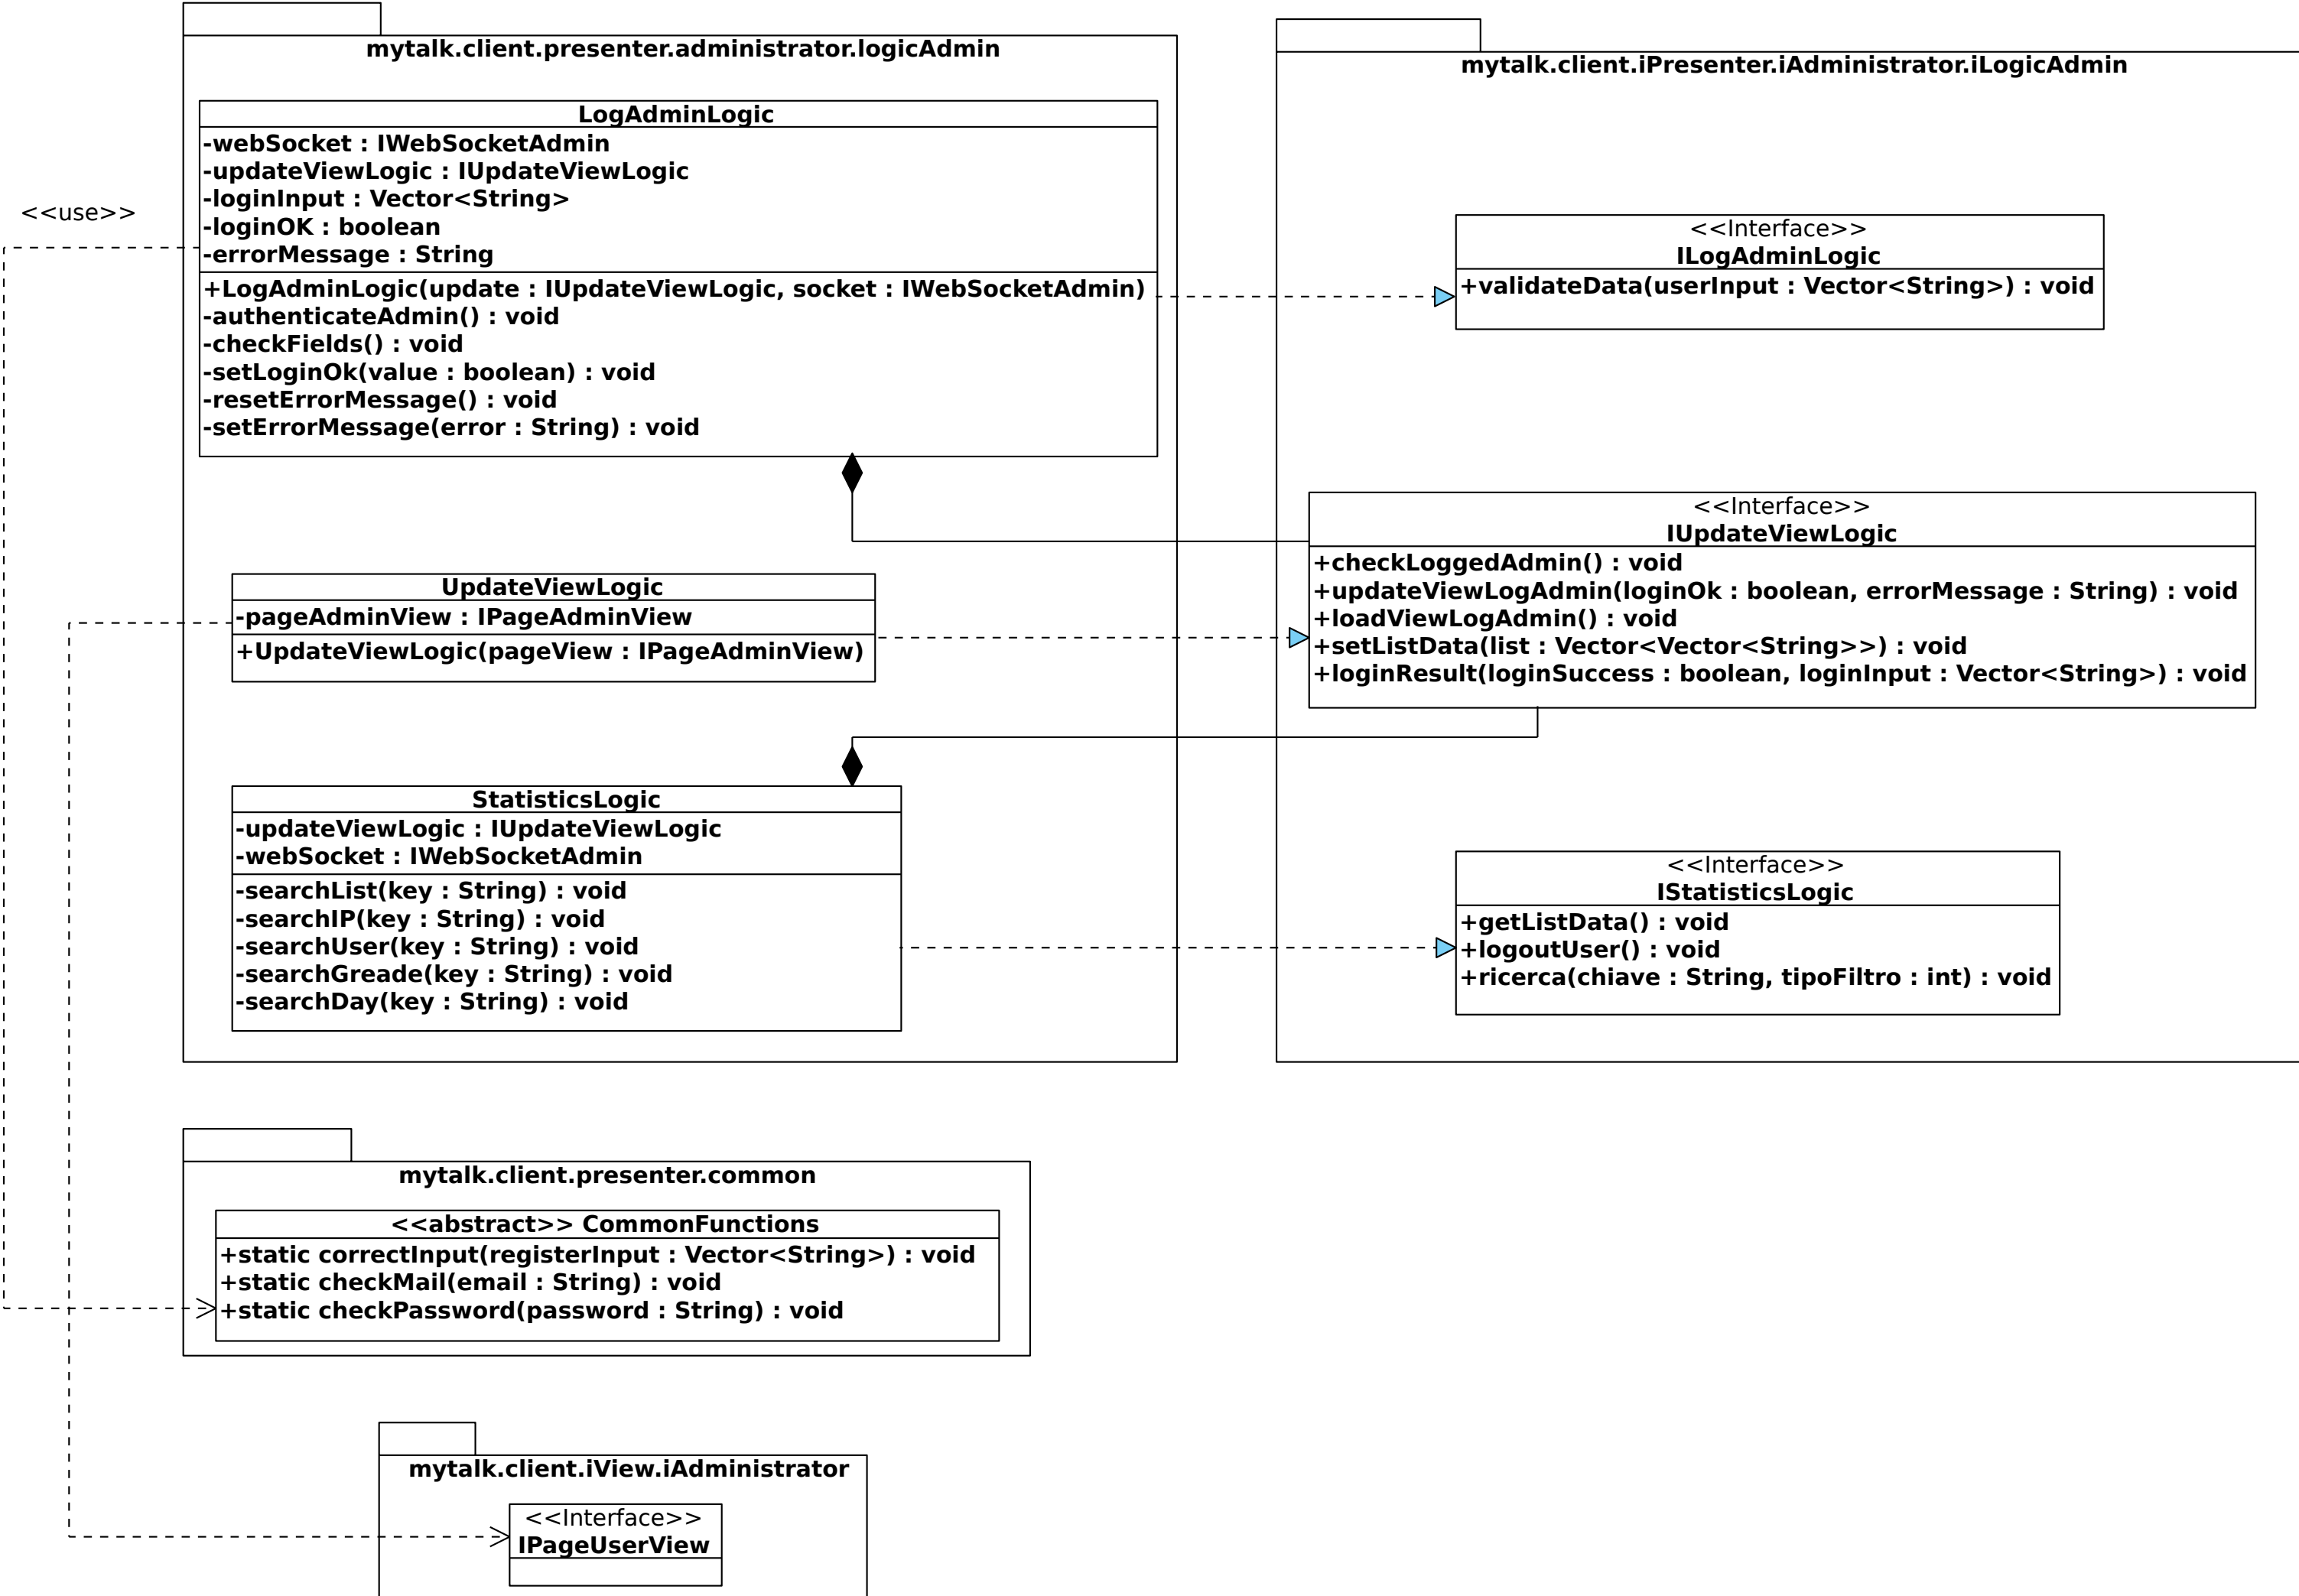 mytalk.client.presenter.administrator.logicAdmin
LogAdminLogic
-webSocket : IWebSocketAdmin
-updateViewLogic : IUpdateViewLogic
-loginInput : Vector<String>
-loginOK : boolean
-errorMessage : String
+LogAdminLogic(update : IUpdateViewLogic, socket : IWebSocketAdmin)
-authenticateAdmin() : void
-checkFields() : void
-setLoginOk(value : boolean) : void
-resetErrorMessage() : void
-setErrorMessage(error : String) : void
<<use>>
UpdateViewLogic
-pageAdminView : IPageAdminView
+UpdateViewLogic(pageView : IPageAdminView)
StatisticsLogic
-updateViewLogic : IUpdateViewLogic
-webSocket : IWebSocketAdmin
-searchList(key : String) : void
-searchIP(key : String) : void
-searchUser(key : String) : void
-searchGreade(key : String) : void
-searchDay(key : String) : void
mytalk.client.iPresenter.iAdministrator.iLogicAdmin
<<Interface>>
ILogAdminLogic
+validateData(userInput : Vector<String>) : void
<<Interface>>
IUpdateViewLogic
+checkLoggedAdmin() : void
+updateViewLogAdmin(loginOk : boolean, errorMessage : String) : void
+loadViewLogAdmin() : void
+setListData(list : Vector<Vector<String>>) : void
+loginResult(loginSuccess : boolean, loginInput : Vector<String>) : void
<<Interface>>
IStatisticsLogic
+getListData() : void
+logoutUser() : void
+ricerca(chiave : String, tipoFiltro : int) : void
mytalk.client.presenter.common
<<abstract>> CommonFunctions
+static correctInput(registerInput : Vector<String>) : void
+static checkMail(email : String) : void
+static checkPassword(password : String) : void
mytalk.client.iView.iAdministrator
<<Interface>>
IPageUserView